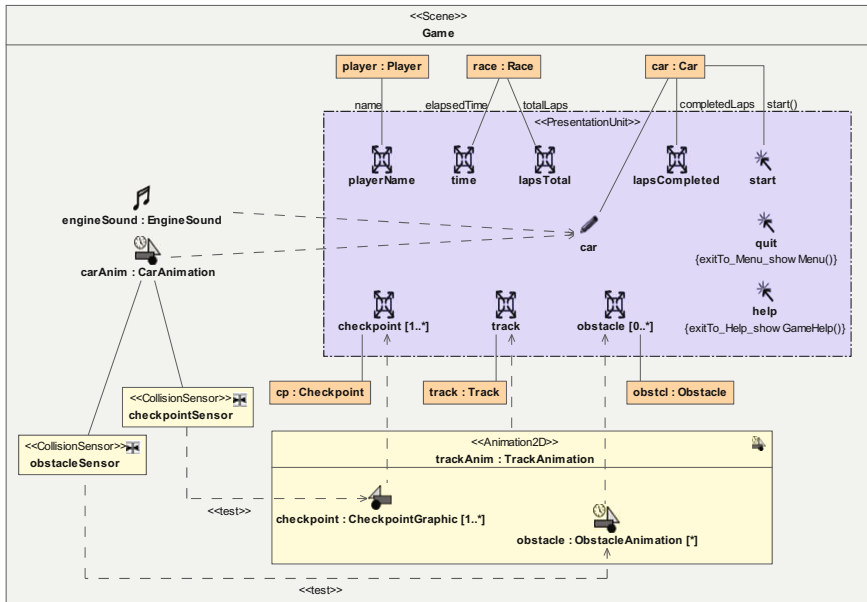 <<Scene>>
Game
player : Player
race : Race
car : Car
name
elapsedTime
totalLaps
completedLaps
start()
<<PresentationUnit>>
playerName
time
lapsTotal
lapsCompleted
start
engineSound : EngineSound
car
quit
{exitTo_Menu_show Menu()}
carAnim : CarAnimation
help
{exitTo_Help_show GameHelp()}
checkpoint [1..*]
track
obstacle [0..*]
cp : Checkpoint
track : Track
obstcl : Obstacle
<<CollisionSensor>>
checkpointSensor
<<CollisionSensor>>
obstacleSensor
<<Animation2D>>
trackAnim : TrackAnimation
<<test>>
checkpoint : CheckpointGraphic [1..*]
obstacle : ObstacleAnimation [*]
<<test>>